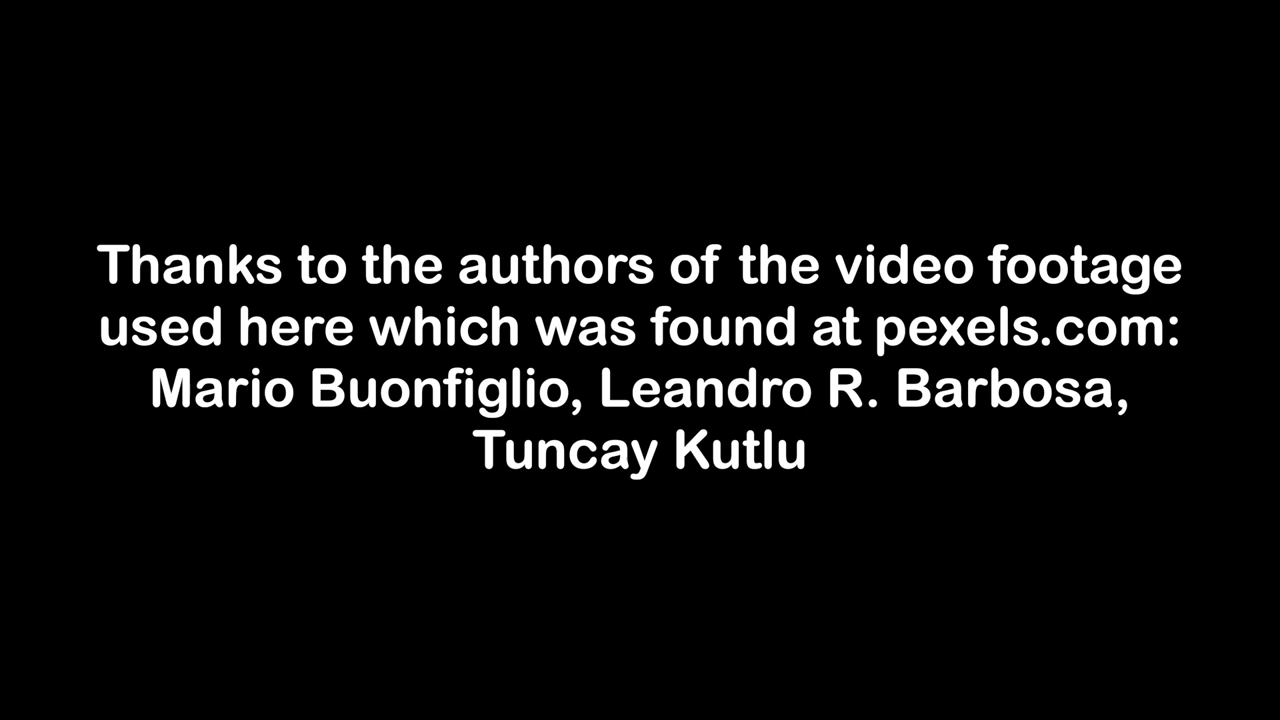 Thanks to the authors of the video footage
used here which was found at pexels.com:
Mario Buonfiglio, Leandro R. Barbosa,
Tuncay Kutlu